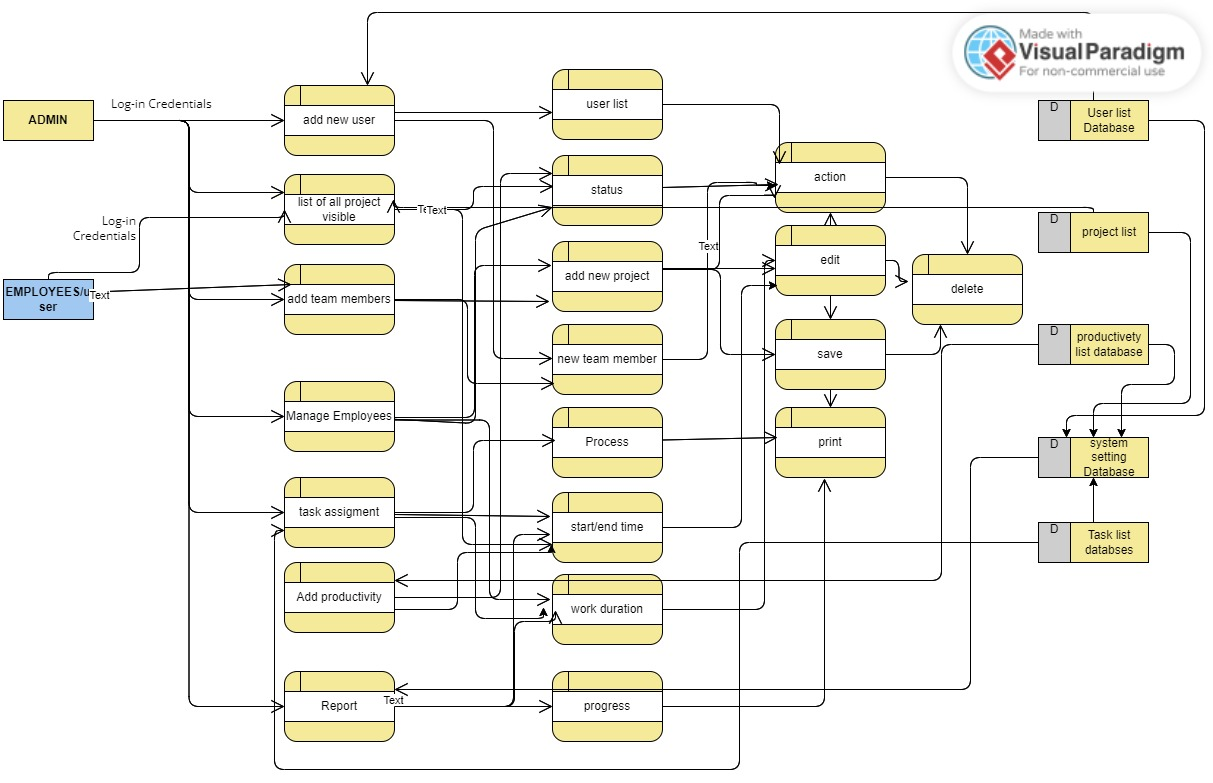 Made with
Visual Paradigm
For non-commercial use
ADMIN
Log-in Credentials
add new user
user list
D
User list
Database
list of all project
visible
Text
Text
status
action
Log-in
Credentials
D
project list
EMPLOYEES/u
ser
Text
add team members
add new project
Text
edit
delete
new team member
save
D
productivety
list database
Manage Employees
Process
print
D
system
setting
Database
task assigment
start/end time
D
Task list
databses
Add productivity
work duration
Report
Text
progress